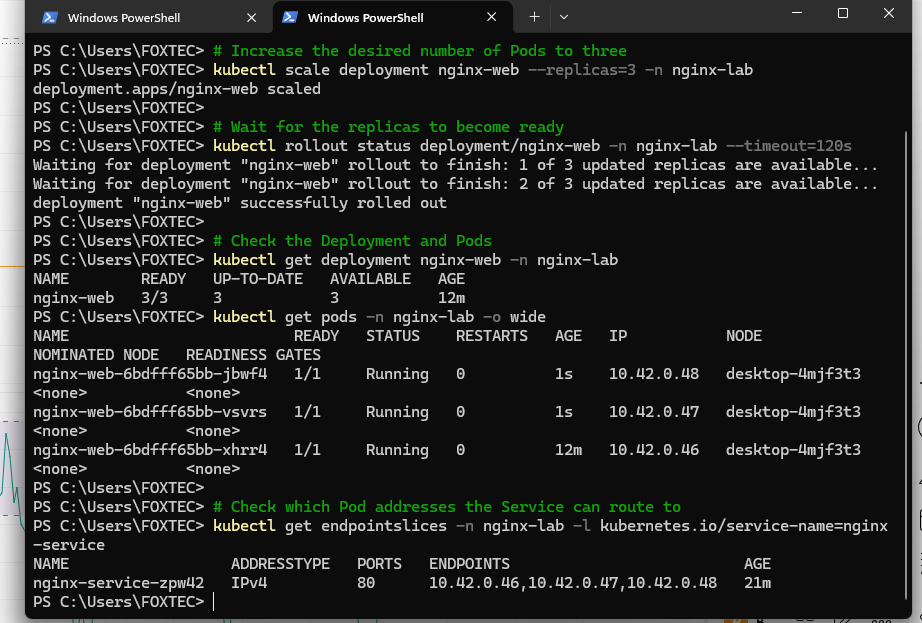 Windows PowerShell
Windows PowerShell
PS C:\Users\FOXTEC> # Increase the desired number of Pods to three
PS C:\Users\FOXTEC> kubectl scale deployment nginx-web --replicas=3 -n nginx-lab
deployment.apps/nginx-web scaled
PS C:\Users\FOXTEC>
PS C:\Users\FOXTEC> # Wait for the replicas to become ready
PS C:\Users\FOXTEC> kubectl rollout status deployment/nginx-web -n nginx-lab --timeout=120s
Waiting for deployment "nginx-web" rollout to finish: 1 of 3 updated replicas are available...
Waiting for deployment "nginx-web" rollout to finish: 2 of 3 updated replicas are available...
deployment "nginx-web" successfully rolled out
PS C:\Users\FOXTEC>
PS C:\Users\FOXTEC> # Check the Deployment and Pods
PS C:\Users\FOXTEC> kubectl get deployment nginx-web -n nginx-lab
NAME        READY   UP-TO-DATE   AVAILABLE   AGE
nginx-web   3/3     3            3           12m
PS C:\Users\FOXTEC> kubectl get pods -n nginx-lab -o wide
NAME                         READY   STATUS    RESTARTS   AGE   IP           NODE
NOMINATED NODE   READINESS GATES
nginx-web-6bdfff65bb-jbwf4   1/1     Running   0          1s    10.42.0.48   desktop-4mjf3t3
<none>           <none>
nginx-web-6bdfff65bb-vsvrs   1/1     Running   0          1s    10.42.0.47   desktop-4mjf3t3
<none>           <none>
nginx-web-6bdfff65bb-xhrr4   1/1     Running   0          12m   10.42.0.46   desktop-4mjf3t3
<none>           <none>
PS C:\Users\FOXTEC>
PS C:\Users\FOXTEC> # Check which Pod addresses the Service can route to
PS C:\Users\FOXTEC> kubectl get endpointslices -n nginx-lab -l kubernetes.io/service-name=nginx
-service
NAME                  ADDRESSTYPE   PORTS   ENDPOINTS                          AGE
nginx-service-zpw42   IPv4          80      10.42.0.46,10.42.0.47,10.42.0.48   21m
PS C:\Users\FOXTEC>